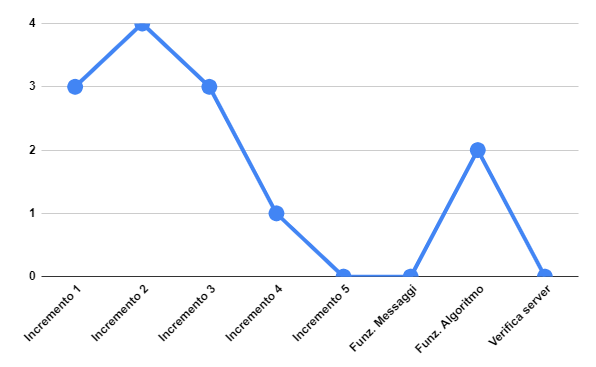 4
3
2
1
0
Incremento 1
Incremento 2
Incremento 3
Incremento 4
Incremento 5
Funz. Messaggi
Funz. Algoritmo
Verifica server